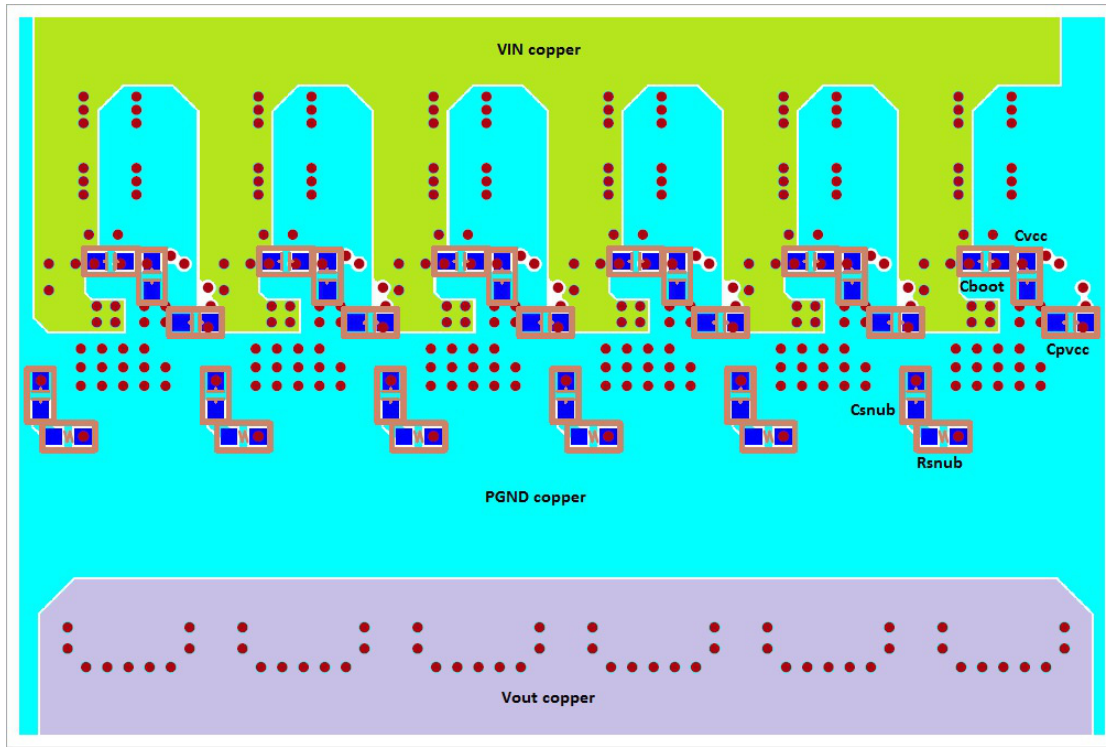 VIN copper
Cvcc
Cboot
Cpvcc
Csnub
Rsnub
PGND copper
Vout copper